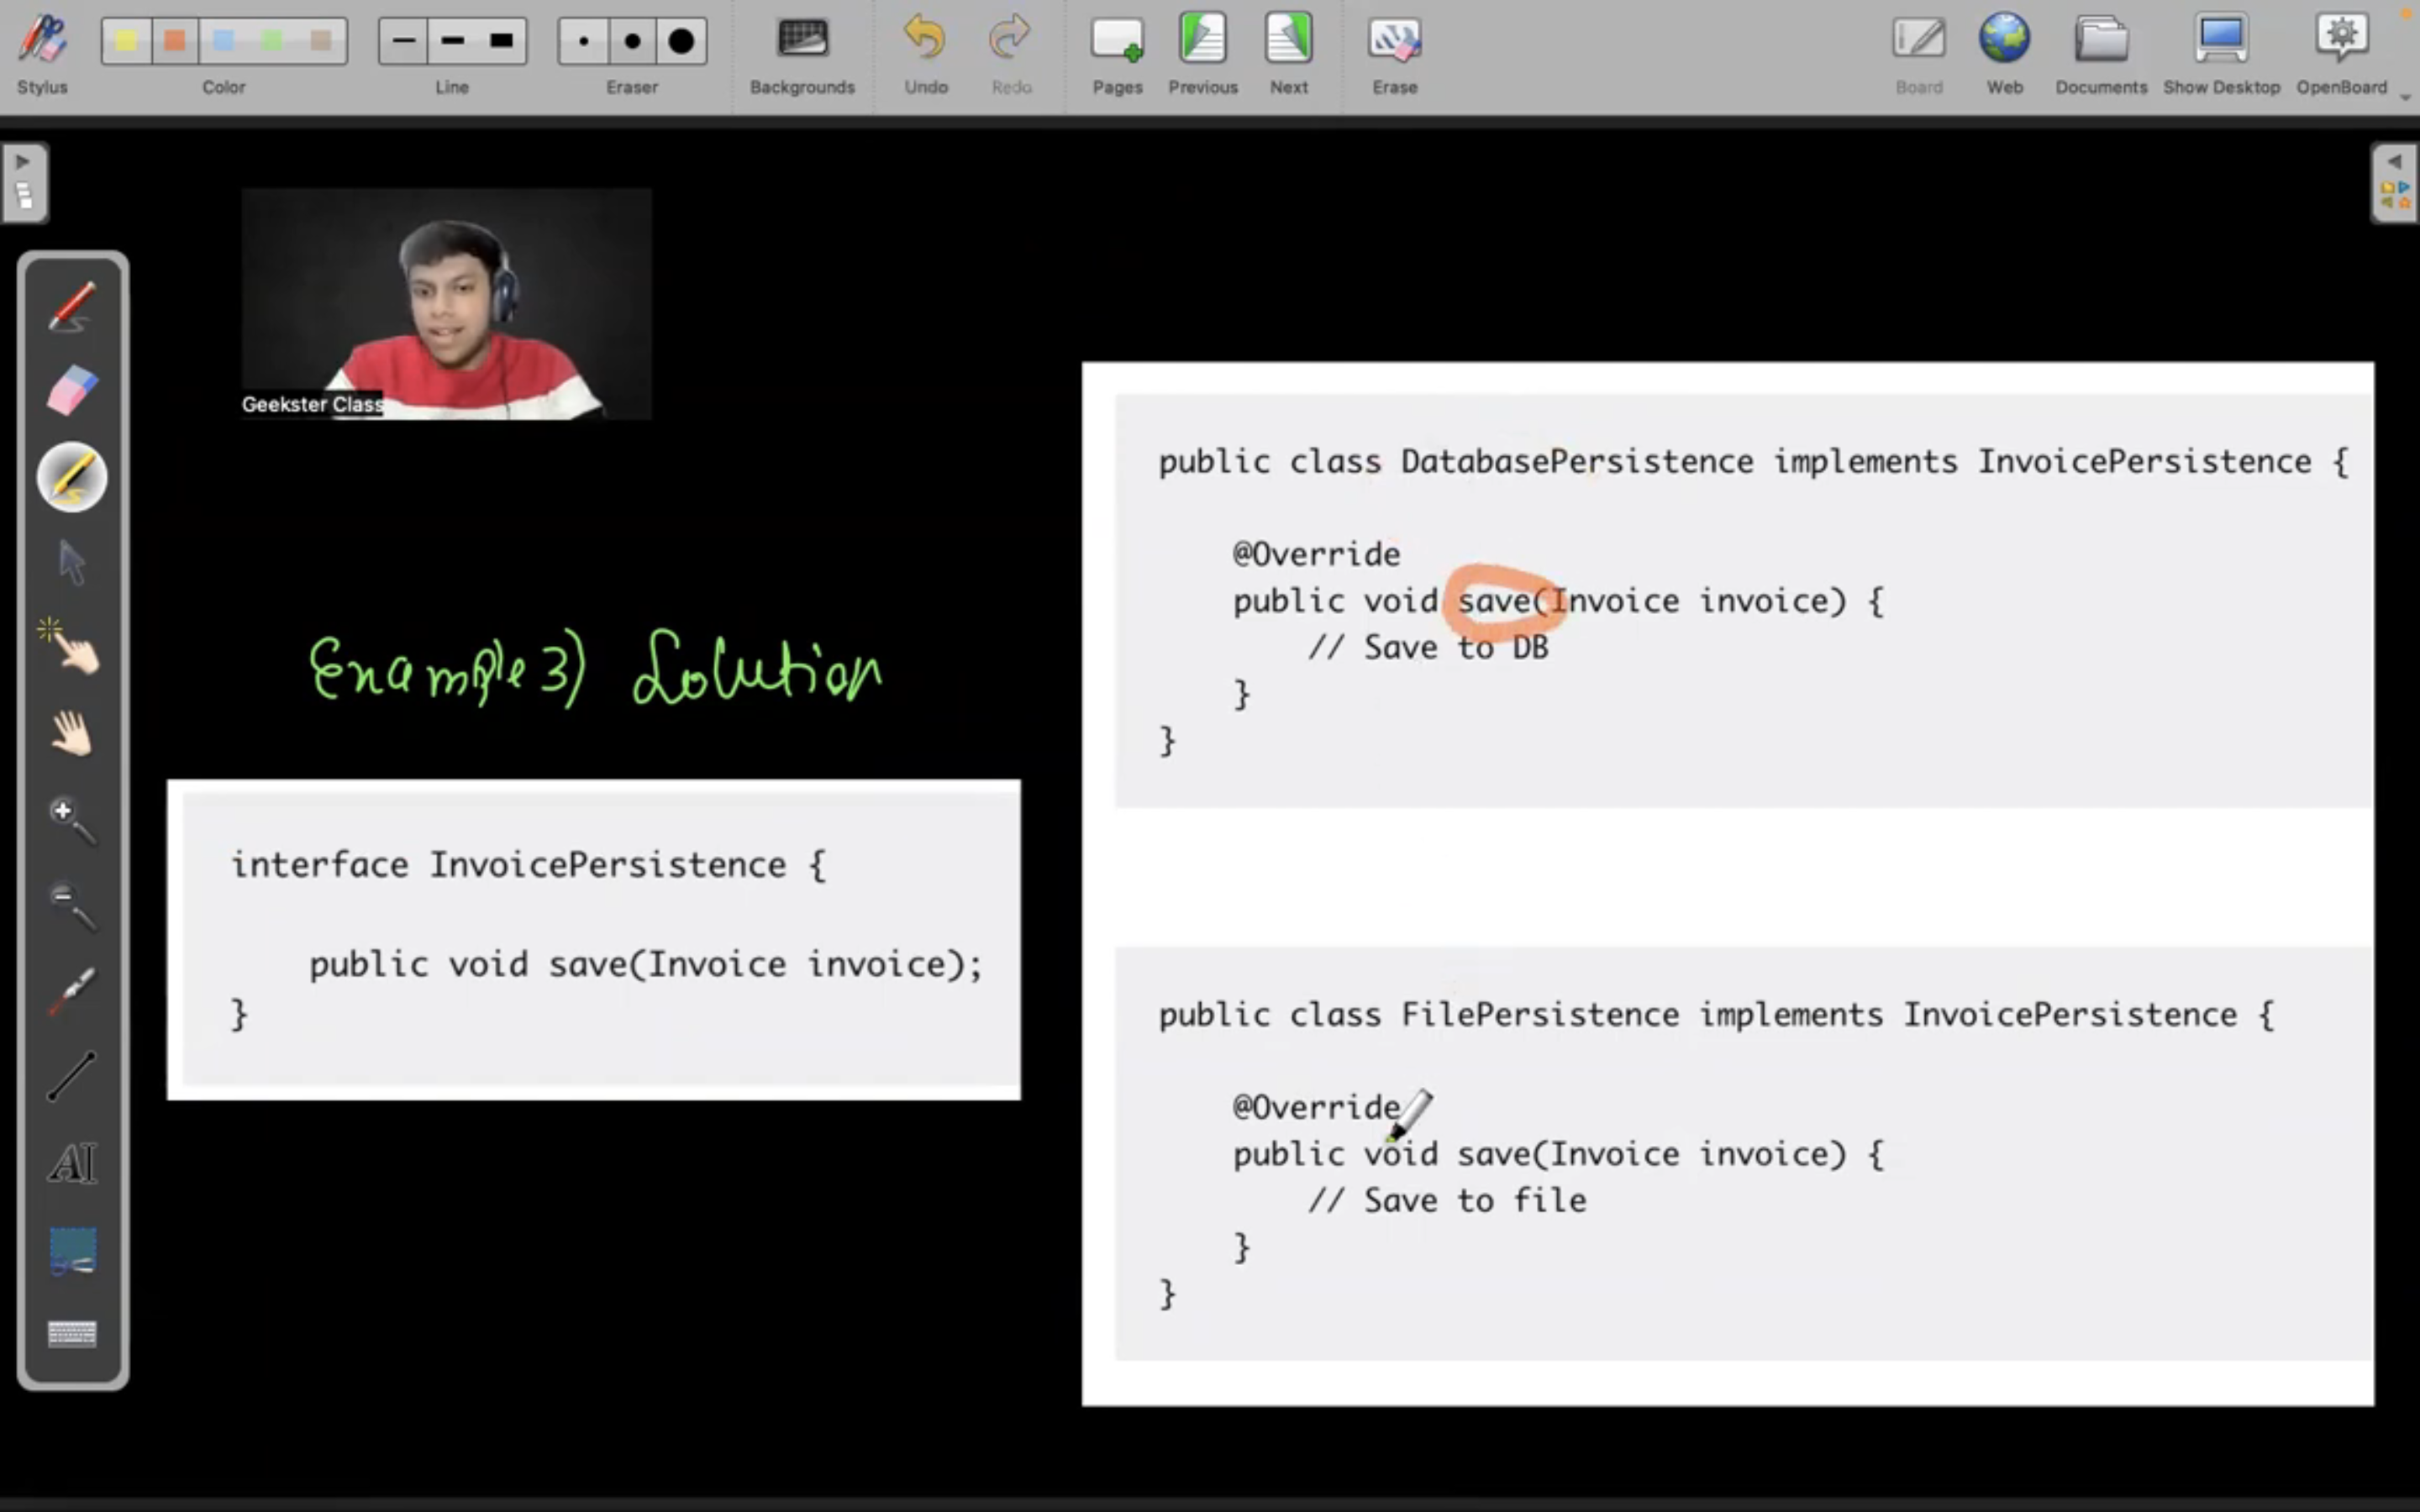 Stylus
Color
Line
Eraser
Backgrounds
Undo
Redo
Pages
Previous
Next
Erase
Board
Web
Documents
Show Desktop
OpenBoard
Geekster Class
Example 3) Solution
interface InvoicePersistence {
public void save(Invoice invoice);
}
public class DatabasePersistence implements InvoicePersistence {
@Override
public void save(Invoice invoice) {
// Save to DB
}
}
public class FilePersistence implements InvoicePersistence {
@Override
public void save(Invoice invoice) {
// Save to file
}
}
AI